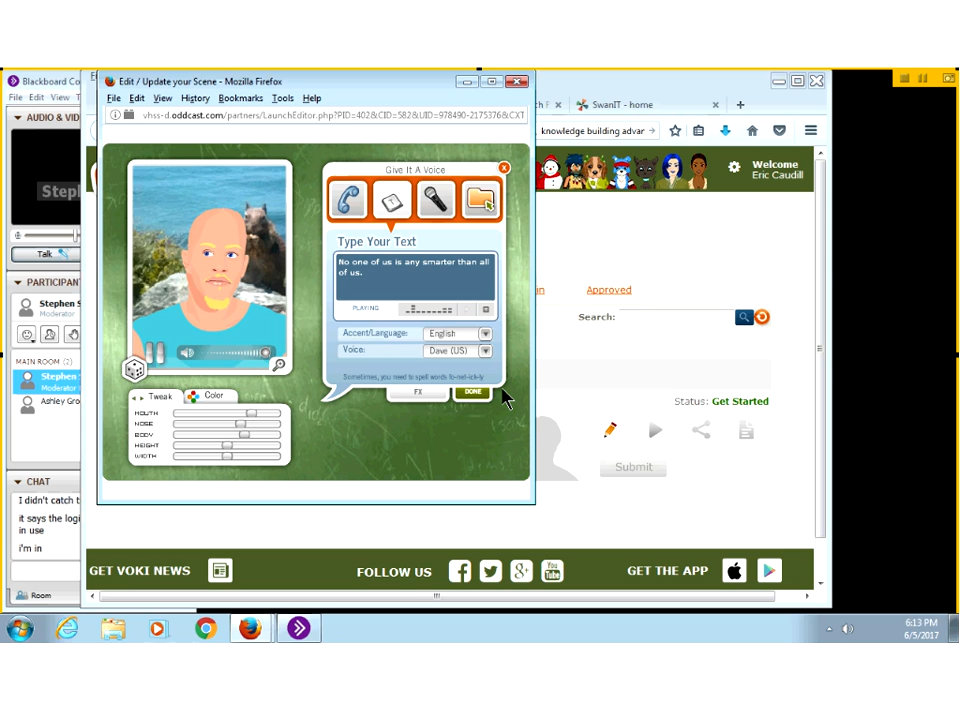 Blackboard Co
File Edit View T
AUDIO & VID
Steph
Talk
PARTICIPAN
Stephen S
Moderator
MAIN ROOM (2)
Stephen
Moderator
Ashley Gro
CHAT
I didn't catch t
it says the logi
in use
i'm in
Room
Edit / Update your Scene - Mozilla Firefox
File Edit View History Bookmarks Tools Help
vhss-d.oddcast.com/partners/LaunchEditor.php?PID=402&CID=582&UID=978490-2175376&CXT
Give It A Voice
Type Your Text
No one of us is any smarter than all
of us.
PLAYING
Accent/Language: English
Voice: Dave (US)
Sometimes, you need to spell words fo-net-ick-ly
FX DONE
Tweak Color
MOUTH
NOSE
BODY
HEIGHT
WIDTH
SwanIT - home
knowledge building advar
Welcome
Eric Caudill
Approved
Search:
Status: Get Started
Submit
GET VOKI NEWS FOLLOW US GET THE APP
You
Tube
6:13 PM
6/5/2017